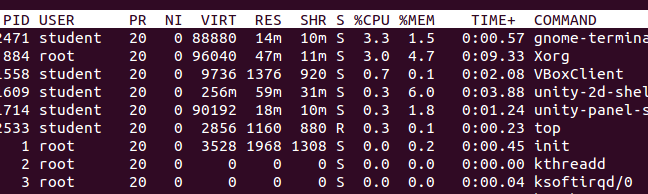 PID USER PR NI VIRT RES SHR S %CPU %MEM TIME+ COMMAND
2471 student 20 0 88880 14m 10m S 3.3 1.5 0:00.57 gnome-termina
884 root 20 0 96040 47m 11m S 3.0 4.7 0:09.33 Xorg
1558 student 20 0 9736 1376 920 S 0.7 0.1 0:02.08 VBoxClient
1609 student 20 0 256m 59m 31m S 0.3 6.0 0:03.88 unity-2d-shel
1714 student 20 0 90192 18m 10m S 0.3 1.8 0:01.24 unity-panel-s
2533 student 20 0 2856 1160 880 R 0.3 0.1 0:00.23 top
1 root 20 0 3528 1968 1308 S 0.0 0.2 0:00.45 init
2 root 20 0 0 0 0 S 0.0 0.0 0:00.00 kthreadd
3 root 20 0 0 0 0 S 0.0 0.0 0:00.04 ksoftirqd/0